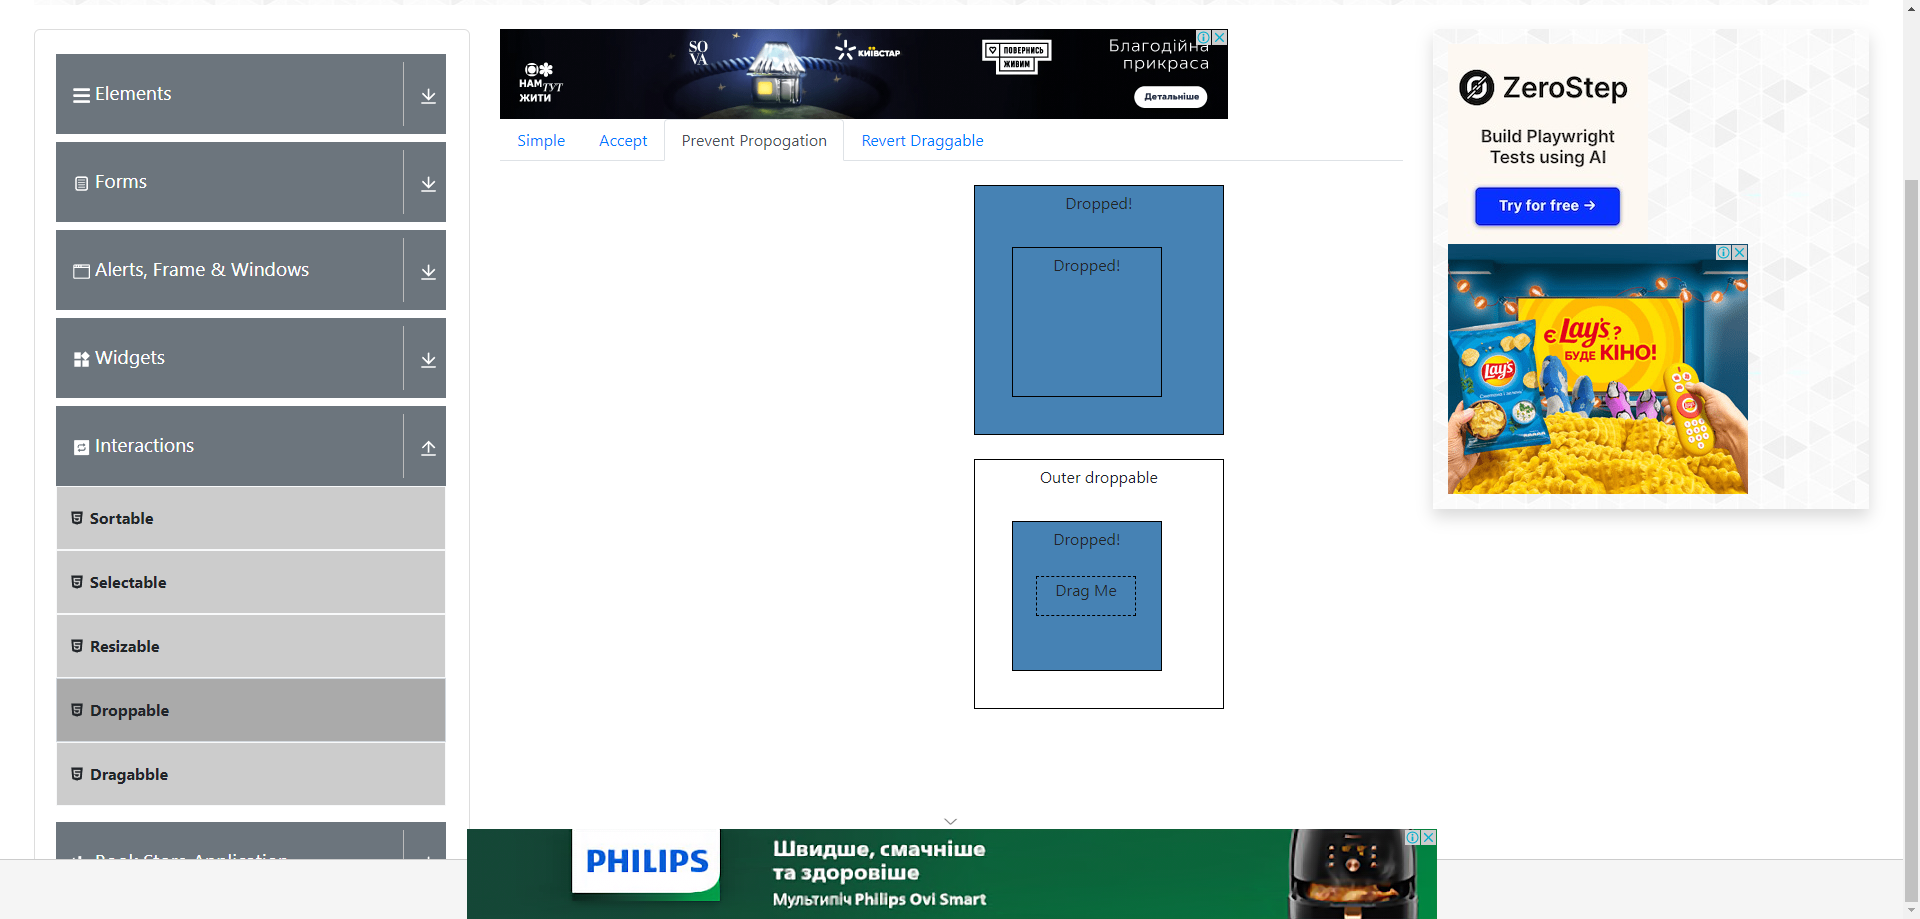 Elements
Forms
Alerts, Frame & Windows
Widgets
Interactions
Sortable
Selectable
Resizable
Droppable
Dragabble
НАМ
ТУТ
ЖИТИ
SO
VA
КИЇВСТАР
ПОВЕРНИСЬ
ЖИВИМ
Благодійна
прикраса
Детальніше
Simple
Accept
Prevent Propogation
Revert Draggable
Dropped!
Dropped!
Outer droppable
Dropped!
Drag Me
ZeroStep
Build Playwright
Tests using AI
Try for free →
Є Lay's?
БУДЕ КІНО!
Lay's
PHILIPS
Швидше, смачніше
та здоровіше
Мультипіч Philips Ovi Smart